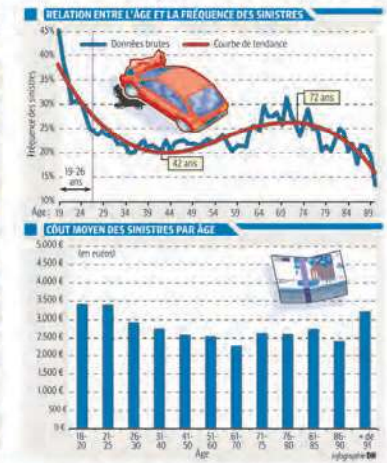 RELATION ENTRE L'ÂGE ET LA FRÉQUENCE DES SINISTRES
45%
Données brutes
Courbe de tendance
40%
35%
30%
25%
20%
15%
10%
Fréquence des sinistres
72 ans
42 ans
19-26
ans
Âge : 19 24 29 34 39 44 49 54 59 64 69 74 79 84 89
COÛT MOYEN DES SINISTRES PAR ÂGE
5.000 €
(en euros)
4.500 €
4.000 €
3.500 €
3.000 €
2.500 €
2.000 €
1.500 €
1.000 €
500 €
0 €
18-20 21-25 26-30 31-40 41-50 51-60 61-70 71-75 76-80 81-85 86-90 + de 91
Âge
infographie DH